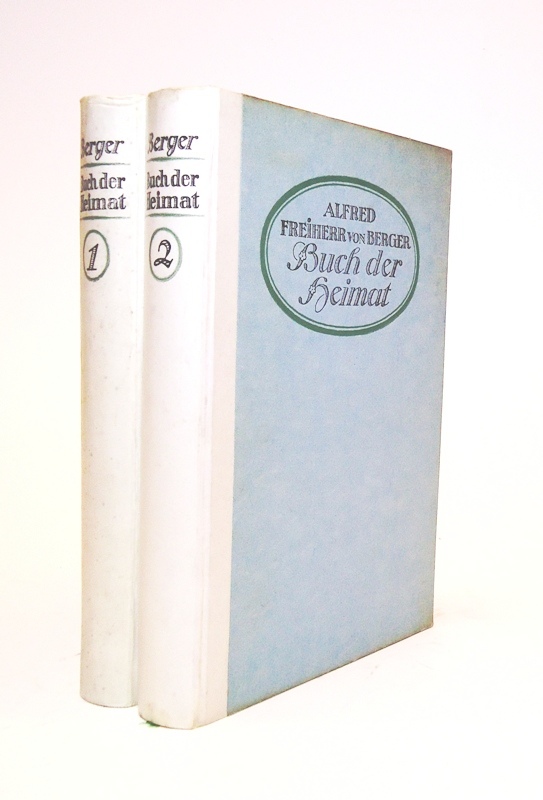 Berger
Buch der
Heimat
1
Berger
Buch der
Heimat
2
ALFRED
FREIHERR VON BERGER
Buch der
Heimat